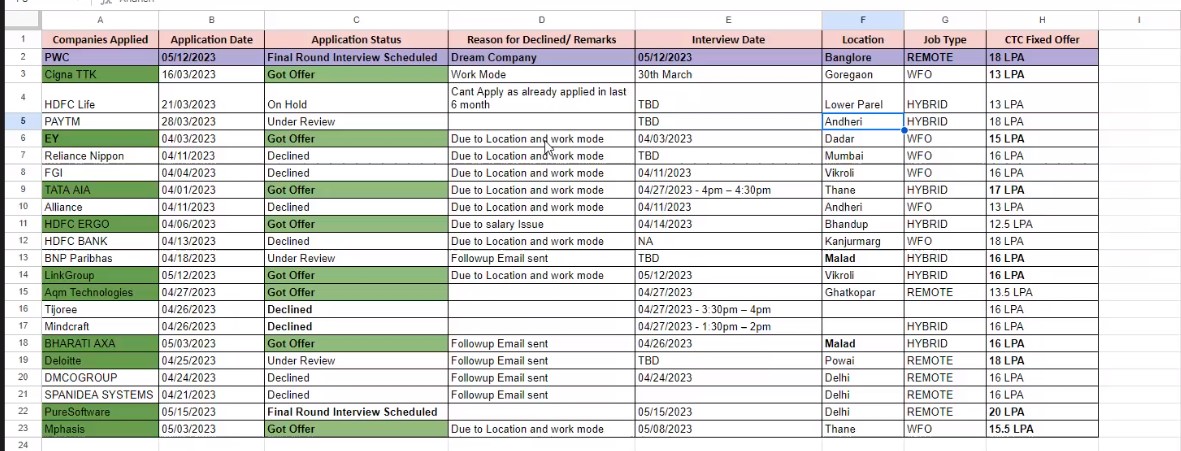 A B C D E F G H I
1 Companies Applied Application Date Application Status Reason for Declined/ Remarks Interview Date Location Job Type CTC Fixed Offer
2 PWC 05/12/2023 Final Round Interview Scheduled Dream Company 05/12/2023 Banglore REMOTE 18 LPA
3 Cigna TTK 16/03/2023 Got Offer Work Mode 30th March Goregaon WFO 13 LPA
Cant Apply as already applied in last
4 HDFC Life 21/03/2023 On Hold 6 month TBD Lower Parel HYBRID 13 LPA
5 PAYTM 28/03/2023 Under Review TBD Andheri HYBRID 18 LPA
6 EY 04/03/2023 Got Offer Due to Location and work mode 04/03/2023 Dadar WFO 15 LPA
7 Reliance Nippon 04/11/2023 Declined Due to Location and work mode TBD Mumbai WFO 16 LPA
8 FGI 04/04/2023 Declined Due to Location and work mode 04/11/2023 Vikroli WFO 16 LPA
9 TATA AIA 04/01/2023 Got Offer Due to Location and work mode 04/27/2023 - 4pm – 4:30pm Thane HYBRID 17 LPA
10 Alliance 04/11/2023 Declined Due to Location and work mode 04/11/2023 Andheri WFO 13 LPA
11 HDFC ERGO 04/06/2023 Got Offer Due to salary Issue 04/14/2023 Bhandup HYBRID 12.5 LPA
12 HDFC BANK 04/13/2023 Declined Due to Location and work mode NA Kanjurmarg WFO 18 LPA
13 BNP Paribhas 04/18/2023 Under Review Followup Email sent TBD Malad HYBRID 16 LPA
14 LinkGroup 05/12/2023 Got Offer Due to Location and work mode 05/12/2023 Vikroli HYBRID 16 LPA
15 Aqm Technologies 04/27/2023 Got Offer 04/27/2023 Ghatkopar REMOTE 13.5 LPA
16 Tijoree 04/26/2023 Declined 04/27/2023 - 3:30pm – 4pm 16 LPA
17 Mindcraft 04/26/2023 Declined 04/27/2023 - 1:30pm – 2pm HYBRID 16 LPA
18 BHARATI AXA 05/03/2023 Got Offer Followup Email sent 04/26/2023 Malad HYBRID 16 LPA
19 Deloitte 04/25/2023 Under Review Followup Email sent TBD Powai REMOTE 18 LPA
20 DMCOGROUP 04/24/2023 Declined Followup Email sent 04/24/2023 Delhi REMOTE 16 LPA
21 SPANIDEA SYSTEMS 04/21/2023 Declined Followup Email sent Delhi REMOTE 16 LPA
22 PureSoftware 05/15/2023 Final Round Interview Scheduled 05/15/2023 Delhi REMOTE 20 LPA
23 Mphasis 05/03/2023 Got Offer Due to Location and work mode 05/08/2023 Thane WFO 15.5 LPA
24